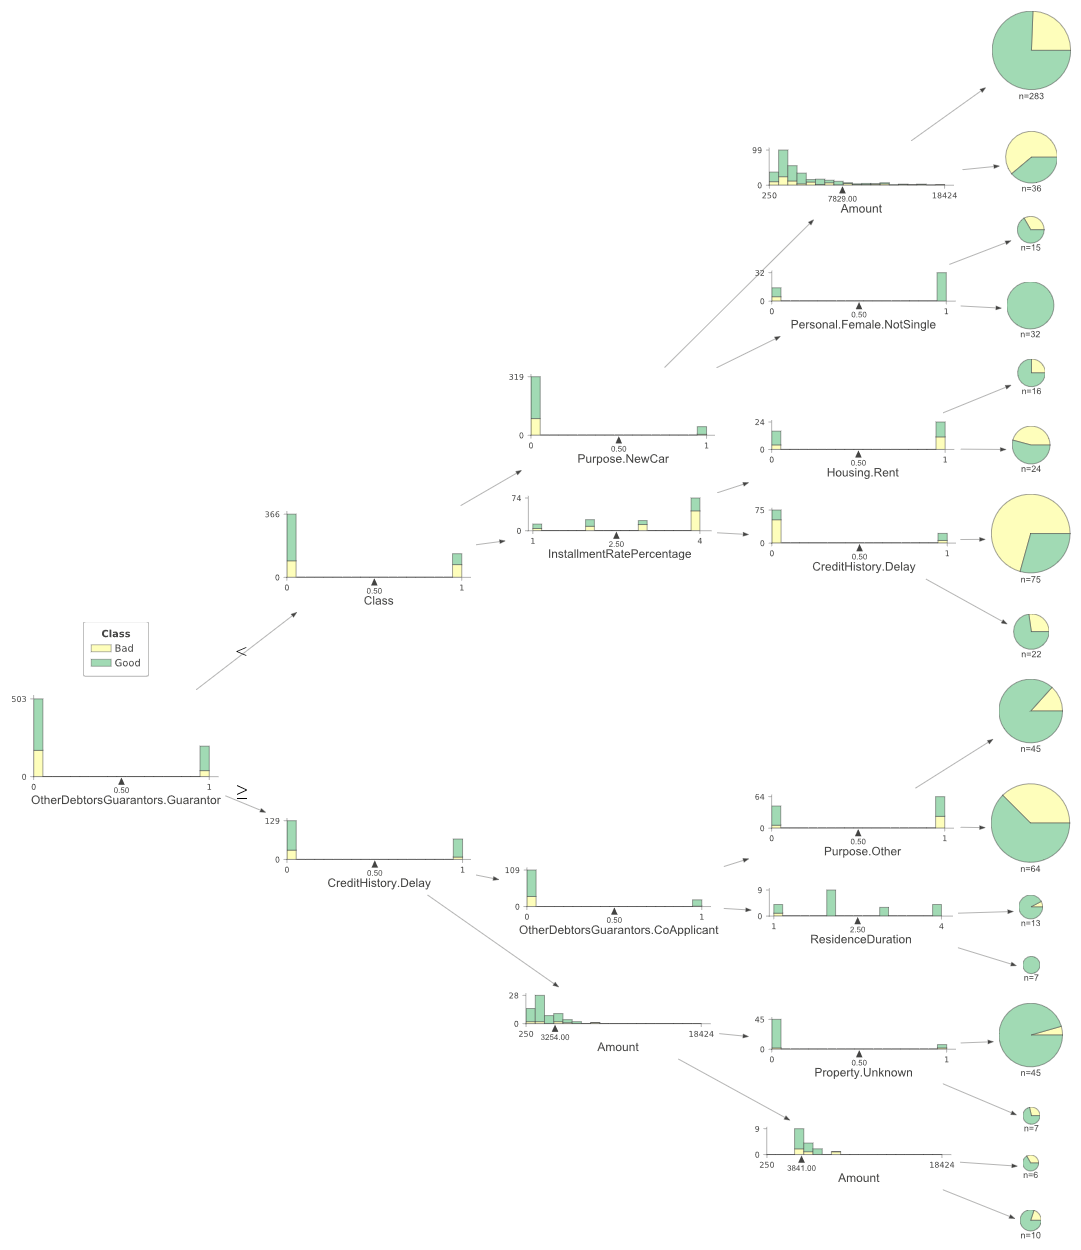 n=283
99
0
250
7829.00
18424
Amount
n=36
n=15
32
0
0
0.50
1
Personal.Female.NotSingle
n=32
319
0
0
0.50
1
Purpose.NewCar
n=16
24
0
0
0.50
1
Housing.Rent
n=24
366
0
0
0.50
1
Class
74
0
1
2.50
4
InstallmentRatePercentage
75
0
0
0.50
1
CreditHistory.Delay
n=75
<
Class
Bad
Good
n=22
503
0
0
0.50
1
OtherDebtorsGuarantors.Guarantor
≥
n=45
129
0
0
0.50
1
CreditHistory.Delay
64
0
0
0.50
1
Purpose.Other
n=64
109
0
0
0.50
1
OtherDebtorsGuarantors.CoApplicant
9
0
1
2.50
4
ResidenceDuration
n=13
n=7
28
0
250
3254.00
18424
Amount
45
0
0
0.50
1
Property.Unknown
n=45
n=7
9
0
250
3841.00
18424
Amount
n=6
n=10